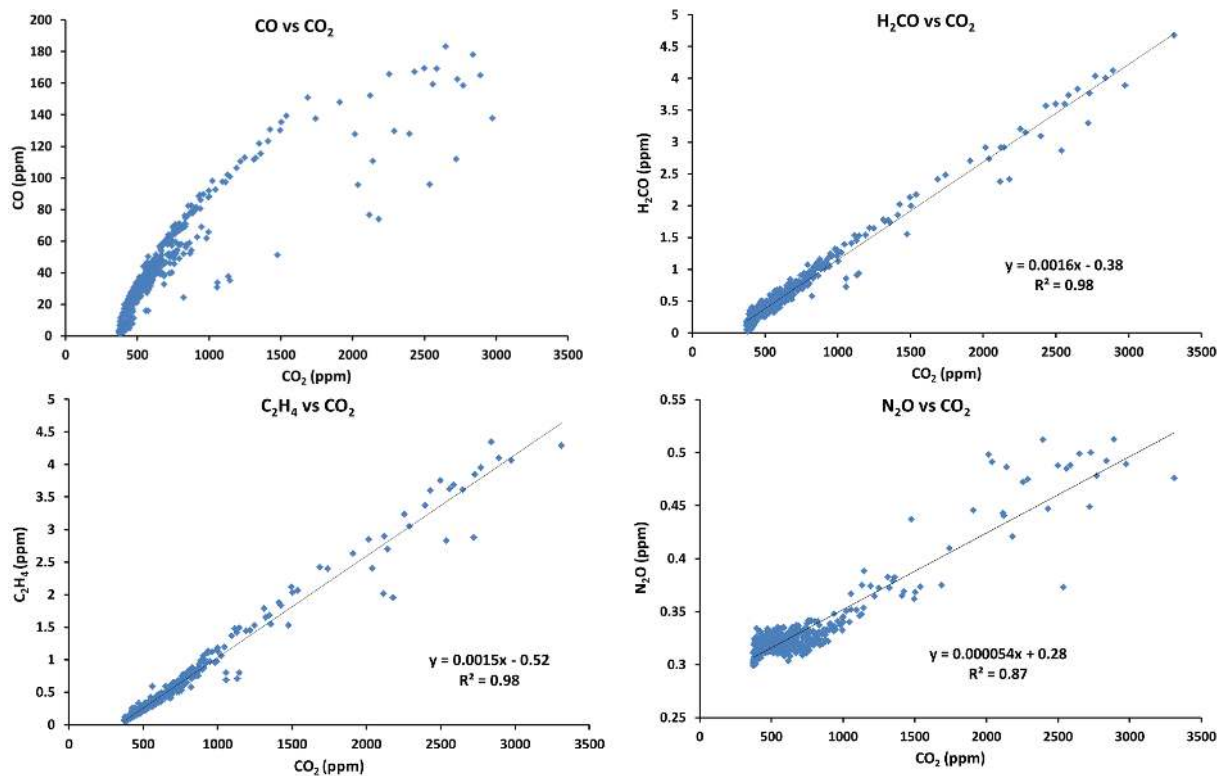 CO vs CO₂
CO (ppm)
200
180
160
140
120
100
80
60
40
20
0
0 500 1000 1500 2000 2500 3000 3500
CO₂ (ppm)
H₂CO vs CO₂
H₂CO (ppm)
5
4.5
4
3.5
3
2.5
2
1.5
1
0.5
0
y = 0.0016x - 0.38
R² = 0.98
0 500 1000 1500 2000 2500 3000 3500
CO₂ (ppm)
C₂H₄ vs CO₂
C₂H₄ (ppm)
5
4.5
4
3.5
3
2.5
2
1.5
1
0.5
0
y = 0.0015x - 0.52
R² = 0.98
0 500 1000 1500 2000 2500 3000 3500
CO₂ (ppm)
N₂O vs CO₂
N₂O (ppm)
0.55
0.5
0.45
0.4
0.35
0.3
0.25
y = 0.000054x + 0.28
R² = 0.87
0 500 1000 1500 2000 2500 3000 3500
CO₂ (ppm)